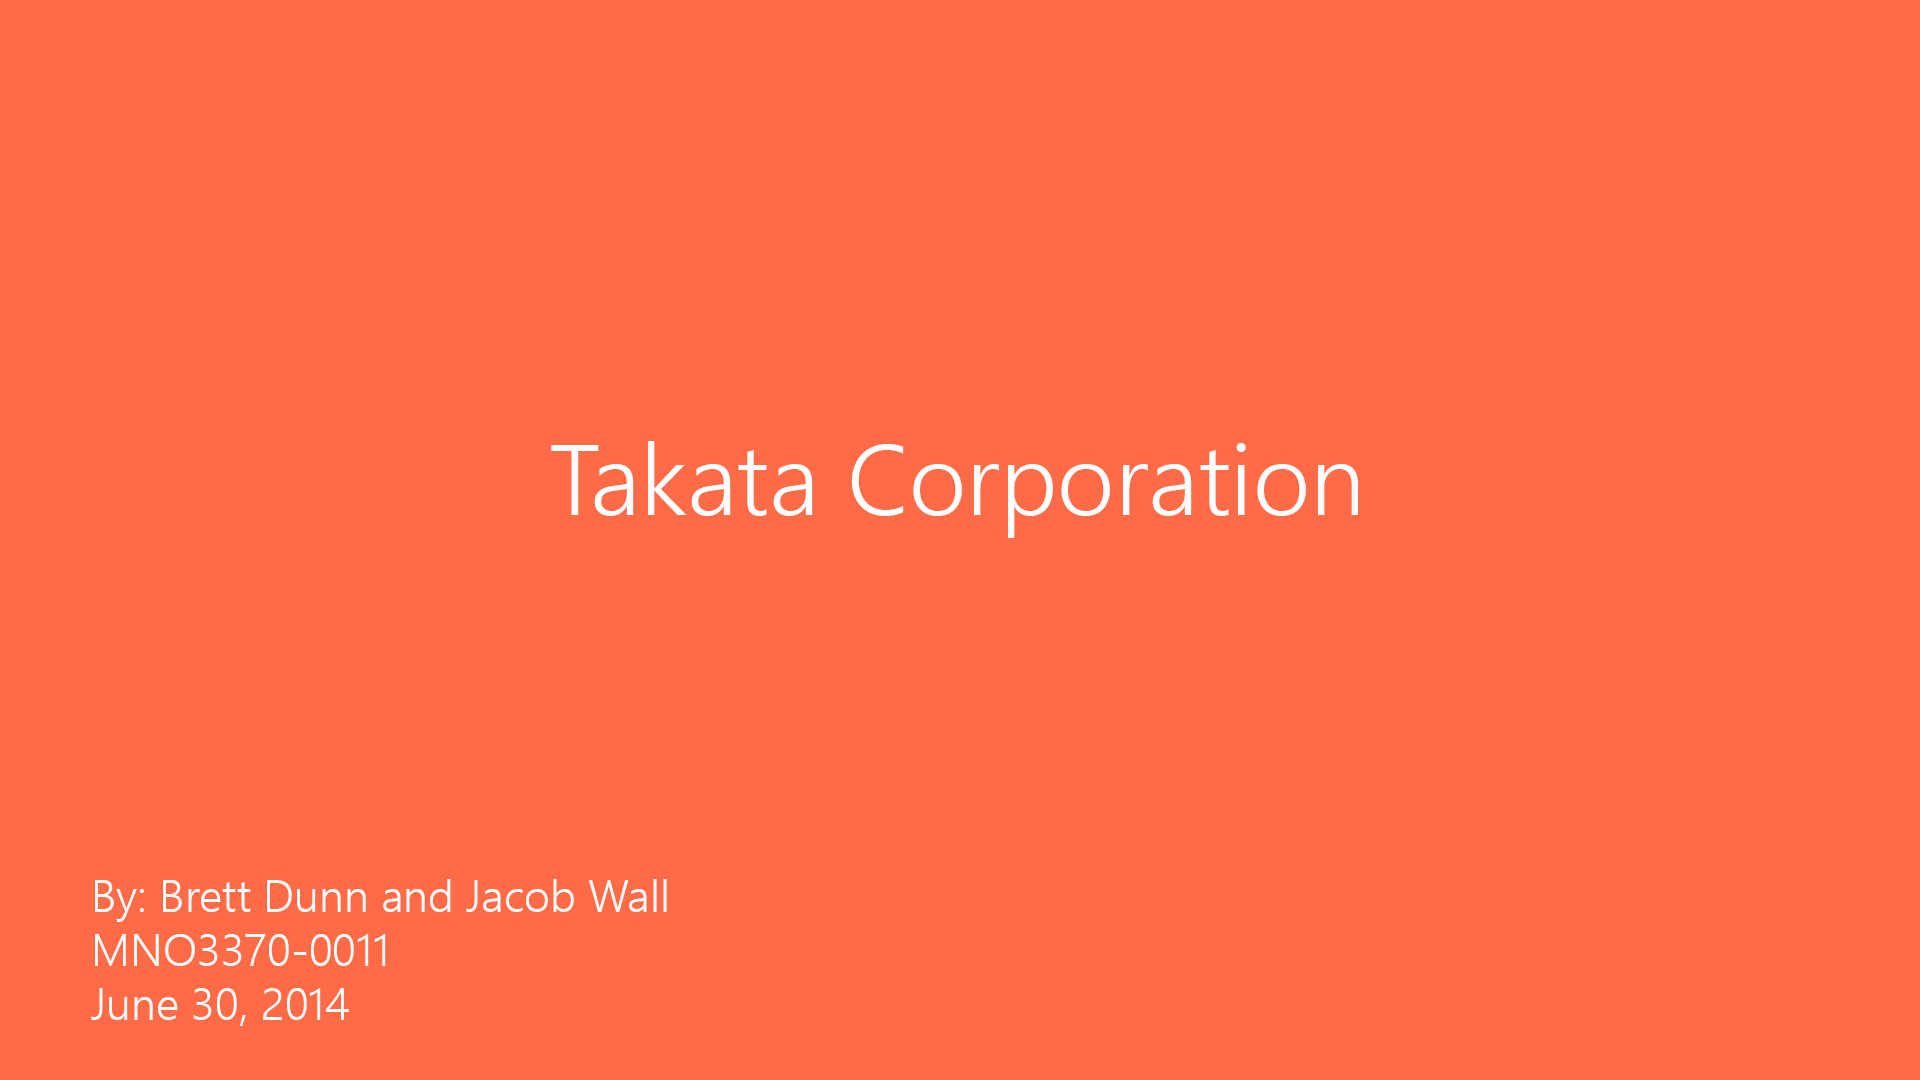 Takata Corporation
By: Brett Dunn and Jacob Wall
MNO3370-0011
June 30, 2014